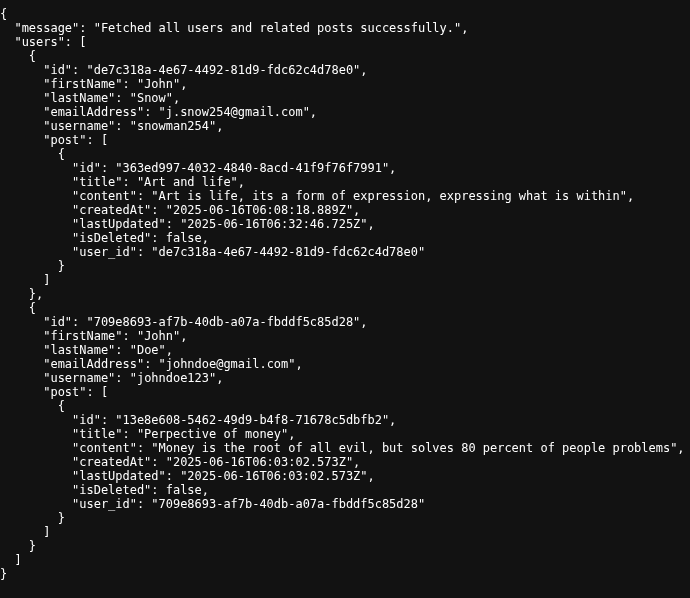 {
  "message": "Fetched all users and related posts successfully.",
  "users": [
    {
      "id": "de7c318a-4e67-4492-81d9-fdc62c4d78e0",
      "firstName": "John",
      "lastName": "Snow",
      "emailAddress": "j.snow254@gmail.com",
      "username": "snowman254",
      "post": [
        {
          "id": "363ed997-4032-4840-8acd-41f9f76f7991",
          "title": "Art and life",
          "content": "Art is life, its a form of expression, expressing what is within",
          "createdAt": "2025-06-16T06:08:18.889Z",
          "lastUpdated": "2025-06-16T06:32:46.725Z",
          "isDeleted": false,
          "user_id": "de7c318a-4e67-4492-81d9-fdc62c4d78e0"
        }
      ]
    },
    {
      "id": "709e8693-af7b-40db-a07a-fbddf5c85d28",
      "firstName": "John",
      "lastName": "Doe",
      "emailAddress": "johndoe@gmail.com",
      "username": "johndoe123",
      "post": [
        {
          "id": "13e8e608-5462-49d9-b4f8-71678c5dbfb2",
          "title": "Perpective of money",
          "content": "Money is the root of all evil, but solves 80 percent of people problems",
          "createdAt": "2025-06-16T06:03:02.573Z",
          "lastUpdated": "2025-06-16T06:03:02.573Z",
          "isDeleted": false,
          "user_id": "709e8693-af7b-40db-a07a-fbddf5c85d28"
        }
      ]
    }
  ]
}